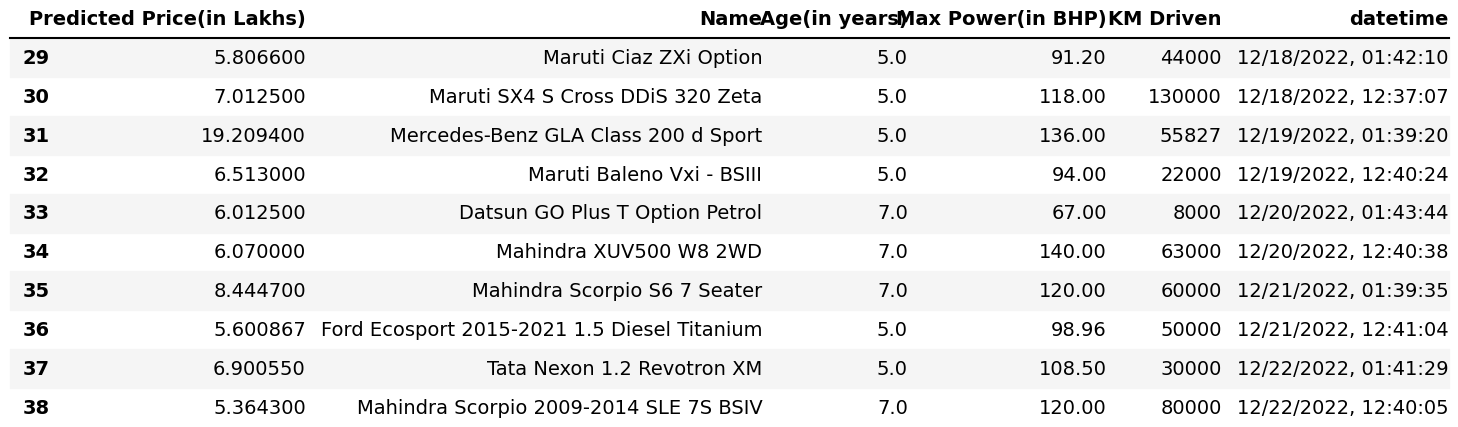 Predicted Price(in Lakhs) Name Age(in years) Max Power(in BHP) KM Driven datetime
29 5.806600 Maruti Ciaz ZXi Option 5.0 91.20 44000 12/18/2022, 01:42:10
30 7.012500 Maruti SX4 S Cross DDiS 320 Zeta 5.0 118.00 130000 12/18/2022, 12:37:07
31 19.209400 Mercedes-Benz GLA Class 200 d Sport 5.0 136.00 55827 12/19/2022, 01:39:20
32 6.513000 Maruti Baleno Vxi - BSIII 5.0 94.00 22000 12/19/2022, 12:40:24
33 6.012500 Datsun GO Plus T Option Petrol 7.0 67.00 8000 12/20/2022, 01:43:44
34 6.070000 Mahindra XUV500 W8 2WD 7.0 140.00 63000 12/20/2022, 12:40:38
35 8.444700 Mahindra Scorpio S6 7 Seater 7.0 120.00 60000 12/21/2022, 01:39:35
36 5.600867 Ford Ecosport 2015-2021 1.5 Diesel Titanium 5.0 98.96 50000 12/21/2022, 12:41:04
37 6.900550 Tata Nexon 1.2 Revotron XM 5.0 108.50 30000 12/22/2022, 01:41:29
38 5.364300 Mahindra Scorpio 2009-2014 SLE 7S BSIV 7.0 120.00 80000 12/22/2022, 12:40:05